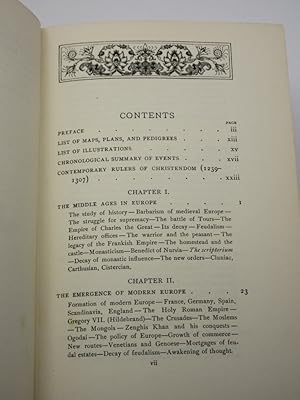 CONTENTS
PAGE
PREFACE . . . . . . . . . iii
LIST OF MAPS, PLANS, AND PEDIGREES . . . . . xiii
LIST OF ILLUSTRATIONS . . . . . . . xv
CHRONOLOGICAL SUMMARY OF EVENTS . . . . . xvii
CONTEMPORARY RULERS OF CHRISTENDOM (1239–
1307) . . . . . . . . . xxiii
CHAPTER I.
THE MIDDLE AGES IN EUROPE . . . . . . 1
The study of history—Barbarism of medieval Europe—
The struggle for supremacy—The battle of Tours—The
Empire of Charles the Great—Its decay—Feudalism—
Hereditary offices—The warrior and the peasant—The
legacy of the Frankish Empire—The homestead and the
castle—Monasticism—Benedict of Nursia—The scriptorium
—Decay of monastic influence—The new orders—Cluniac,
Carthusian, Cistercian.
CHAPTER II.
THE EMERGENCE OF MODERN EUROPE . . . . 23
Formation of modern Europe—France, Germany, Spain,
Scandinavia, England—The Holy Roman Empire—
Gregory VII. (Hildebrand)—The Crusades—The Moslems
—The Mongols—Zenghis Khan and his conquests—
Ogodai—The policy of Europe—Growth of commerce—
New routes—Venetians and Genoese—Mortgages of feu-
dal estates—Decay of feudalism—Awakening of thought.
vii